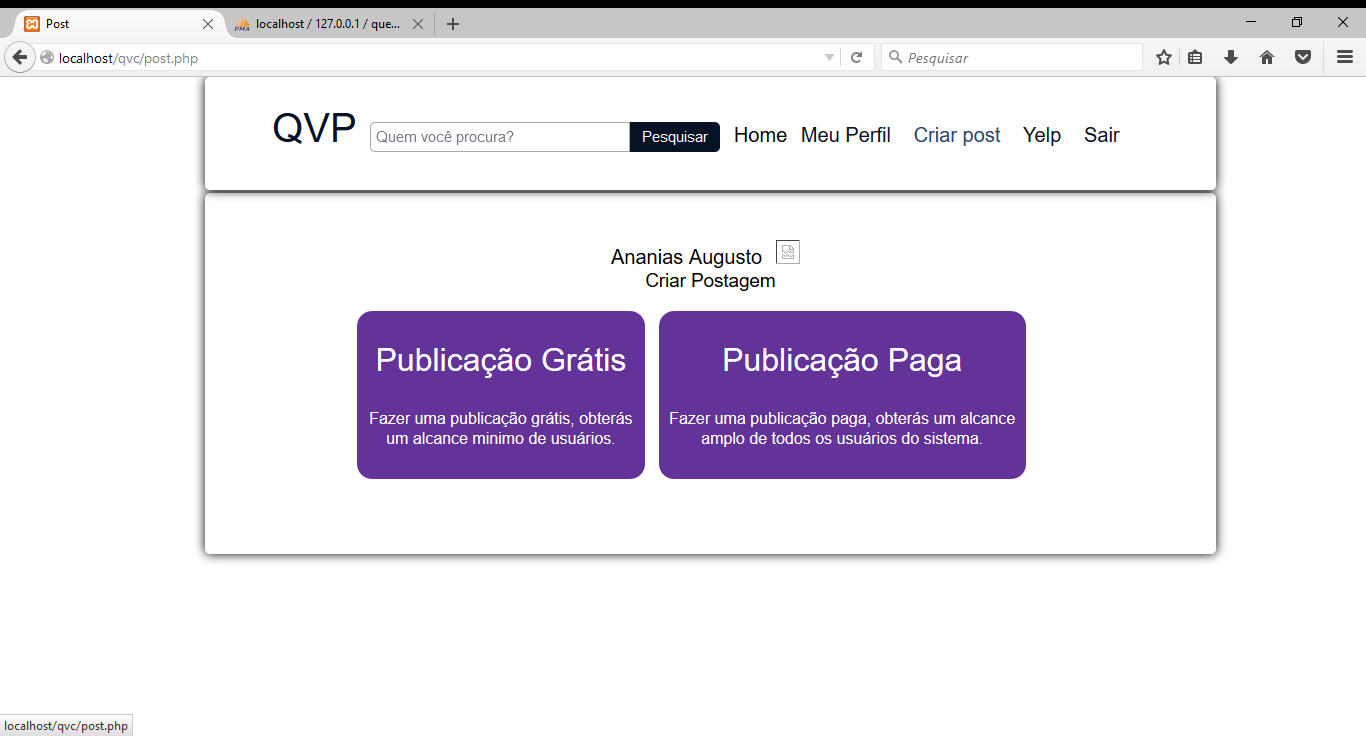 Post
localhost / 127.0.0.1 / que...
localhost/qvc/post.php
Pesquisar
QVP
Quem você procura?
Pesquisar
Home Meu Perfil Criar post Yelp Sair
Ananias Augusto
Criar Postagem
Publicação Grátis
Fazer uma publicação grátis, obterás
um alcance minimo de usuários.
Publicação Paga
Fazer uma publicação paga, obterás um alcance
amplo de todos os usuários do sistema.
localhost/qvc/post.php